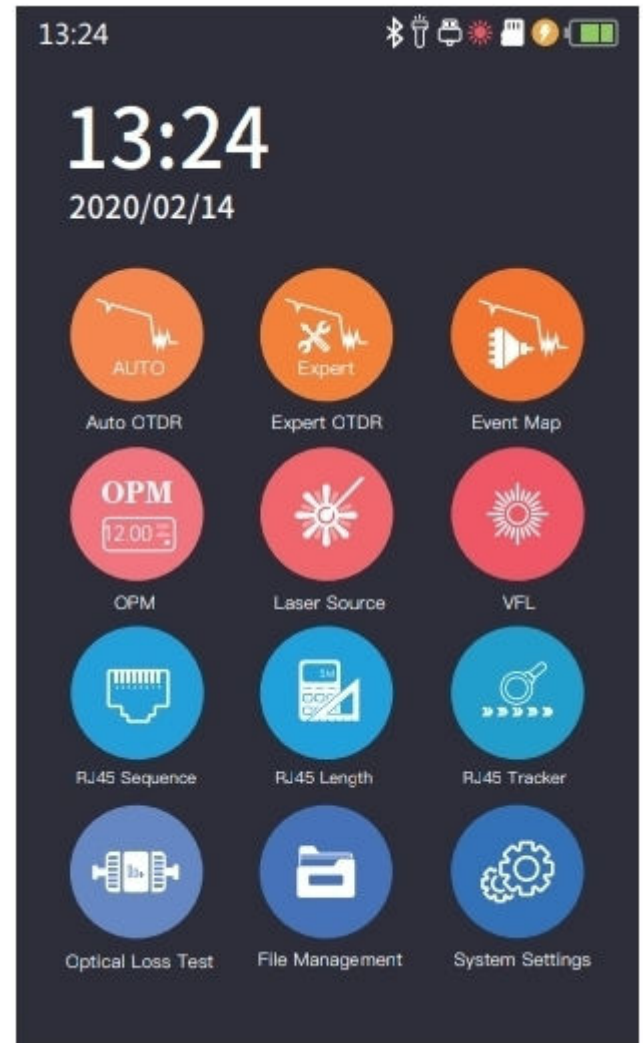 13:24
13:24
2020/02/14
AUTO
Expert
Auto OTDR
Expert OTDR
Event Map
OPM
12.00
OPM
Laser Source
VFL
1M
RJ45 Sequence
RJ45 Length
RJ45 Tracker
Optical Loss Test
File Management
System Settings